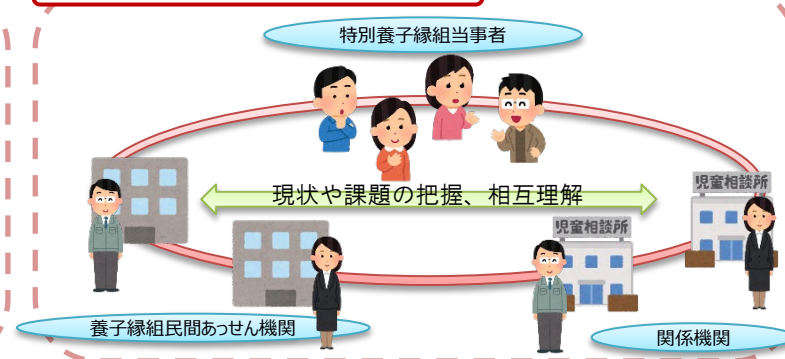 特別養子縁組当事者
現状や課題の把握、相互理解
児童相談所
児童相談所
養子縁組民間あっせん機関
関係機関